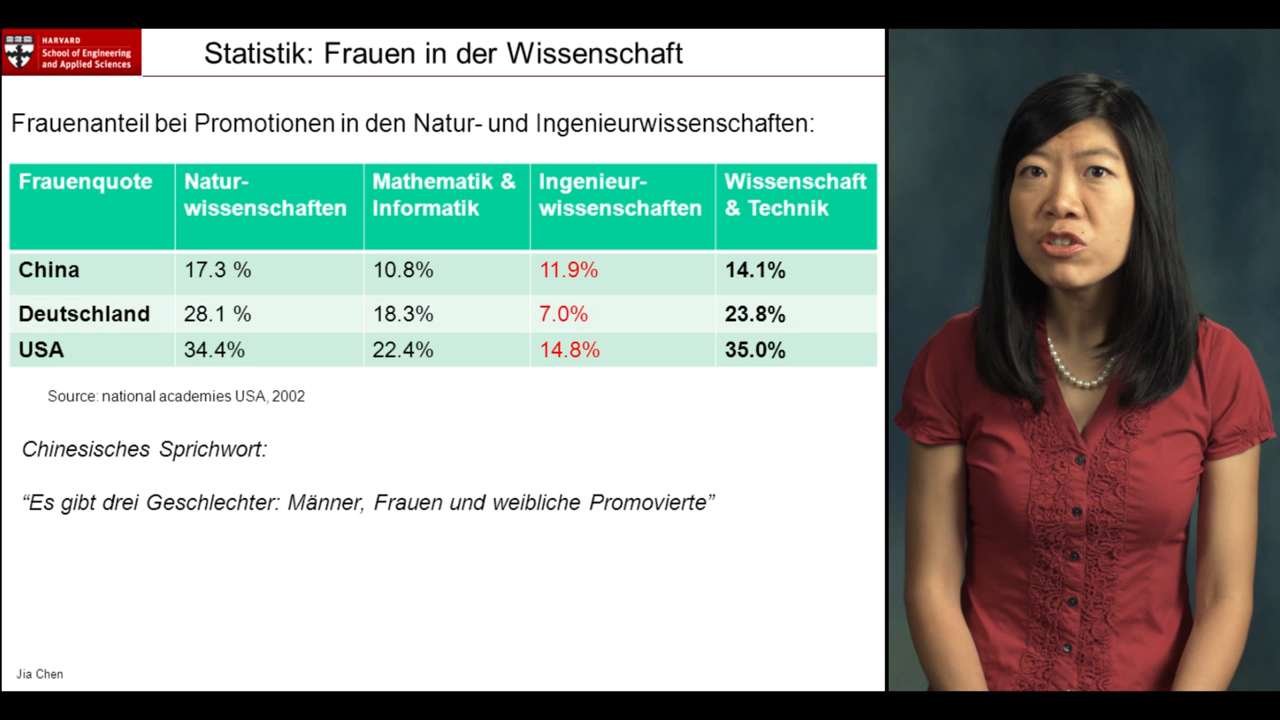 HARVARD
School of Engineering
and Applied Sciences
Statistik: Frauen in der Wissenschaft
Frauenanteil bei Promotionen in den Natur- und Ingenieurwissenschaften:
Frauenquote Natur- Mathematik & Ingenieur- Wissenschaft
wissenschaften Informatik wissenschaften & Technik
China 17.3 % 10.8% 11.9% 14.1%
Deutschland 28.1 % 18.3% 7.0% 23.8%
USA 34.4% 22.4% 14.8% 35.0%
Source: national academies USA, 2002
Chinesisches Sprichwort:
“Es gibt drei Geschlechter: Männer, Frauen und weibliche Promovierte”
Jia Chen